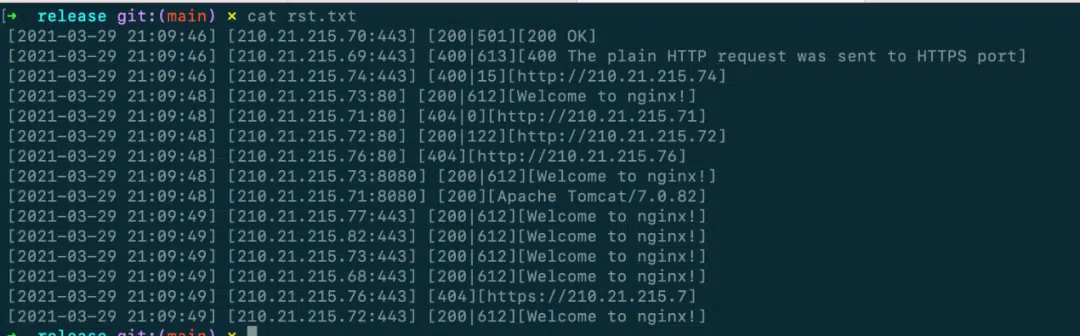 [➜ release git:(main) × cat rst.txt
[2021-03-29 21:09:46] [210.21.215.70:443] [200|501][200 OK]
[2021-03-29 21:09:46] [210.21.215.69:443] [400|613][400 The plain HTTP request was sent to HTTPS port]
[2021-03-29 21:09:46] [210.21.215.74:443] [400|15][http://210.21.215.74]
[2021-03-29 21:09:48] [210.21.215.73:80] [200|612][Welcome to nginx!]
[2021-03-29 21:09:48] [210.21.215.71:80] [404|0][http://210.21.215.71]
[2021-03-29 21:09:48] [210.21.215.72:80] [200|122][http://210.21.215.72]
[2021-03-29 21:09:48] [210.21.215.76:80] [404][http://210.21.215.76]
[2021-03-29 21:09:48] [210.21.215.73:8080] [200|612][Welcome to nginx!]
[2021-03-29 21:09:48] [210.21.215.71:8080] [200][Apache Tomcat/7.0.82]
[2021-03-29 21:09:49] [210.21.215.77:443] [200|612][Welcome to nginx!]
[2021-03-29 21:09:49] [210.21.215.82:443] [200|612][Welcome to nginx!]
[2021-03-29 21:09:49] [210.21.215.73:443] [200|612][Welcome to nginx!]
[2021-03-29 21:09:49] [210.21.215.68:443] [200|612][Welcome to nginx!]
[2021-03-29 21:09:49] [210.21.215.76:443] [404][https://210.21.215.7]
[2021-03-29 21:09:49] [210.21.215.72:443] [200|612][Welcome to nginx!]
➜ release git:(main) ×